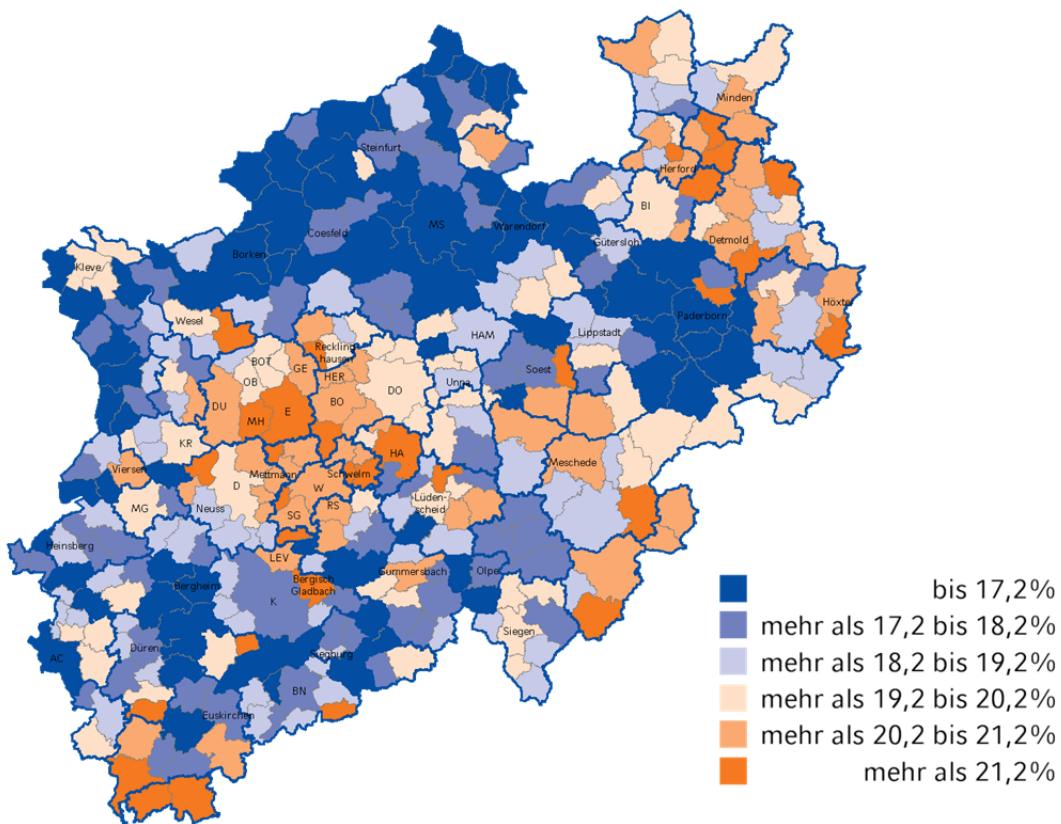 Minden
Steinfurt
Herford
BI
MS
Warendorf
Coesfeld
Gütersloh
Detmold
Borken
Kleve
Höxter
Paderborn
Wesel
HAM
Lippstadt
Reckling
hausen
BOT
GE
HER
Soest
OB
DO
Unna
DU
BO
E
MH
KR
HA
Viersen
Mettmann
Schwelm
Meschede
D
W
MG
Neuss
SG
RS
Lüden-
scheid
Heinsberg
LEV
Gummersbach
Olpe
Bergheim
Bergisch
Gladbach
K
bis 17,2%
mehr als 17,2 bis 18,2%
Siegen
Düren
Siegburg
AC
mehr als 18,2 bis 19,2%
BN
mehr als 19,2 bis 20,2%
Euskirchen
mehr als 20,2 bis 21,2%
mehr als 21,2%